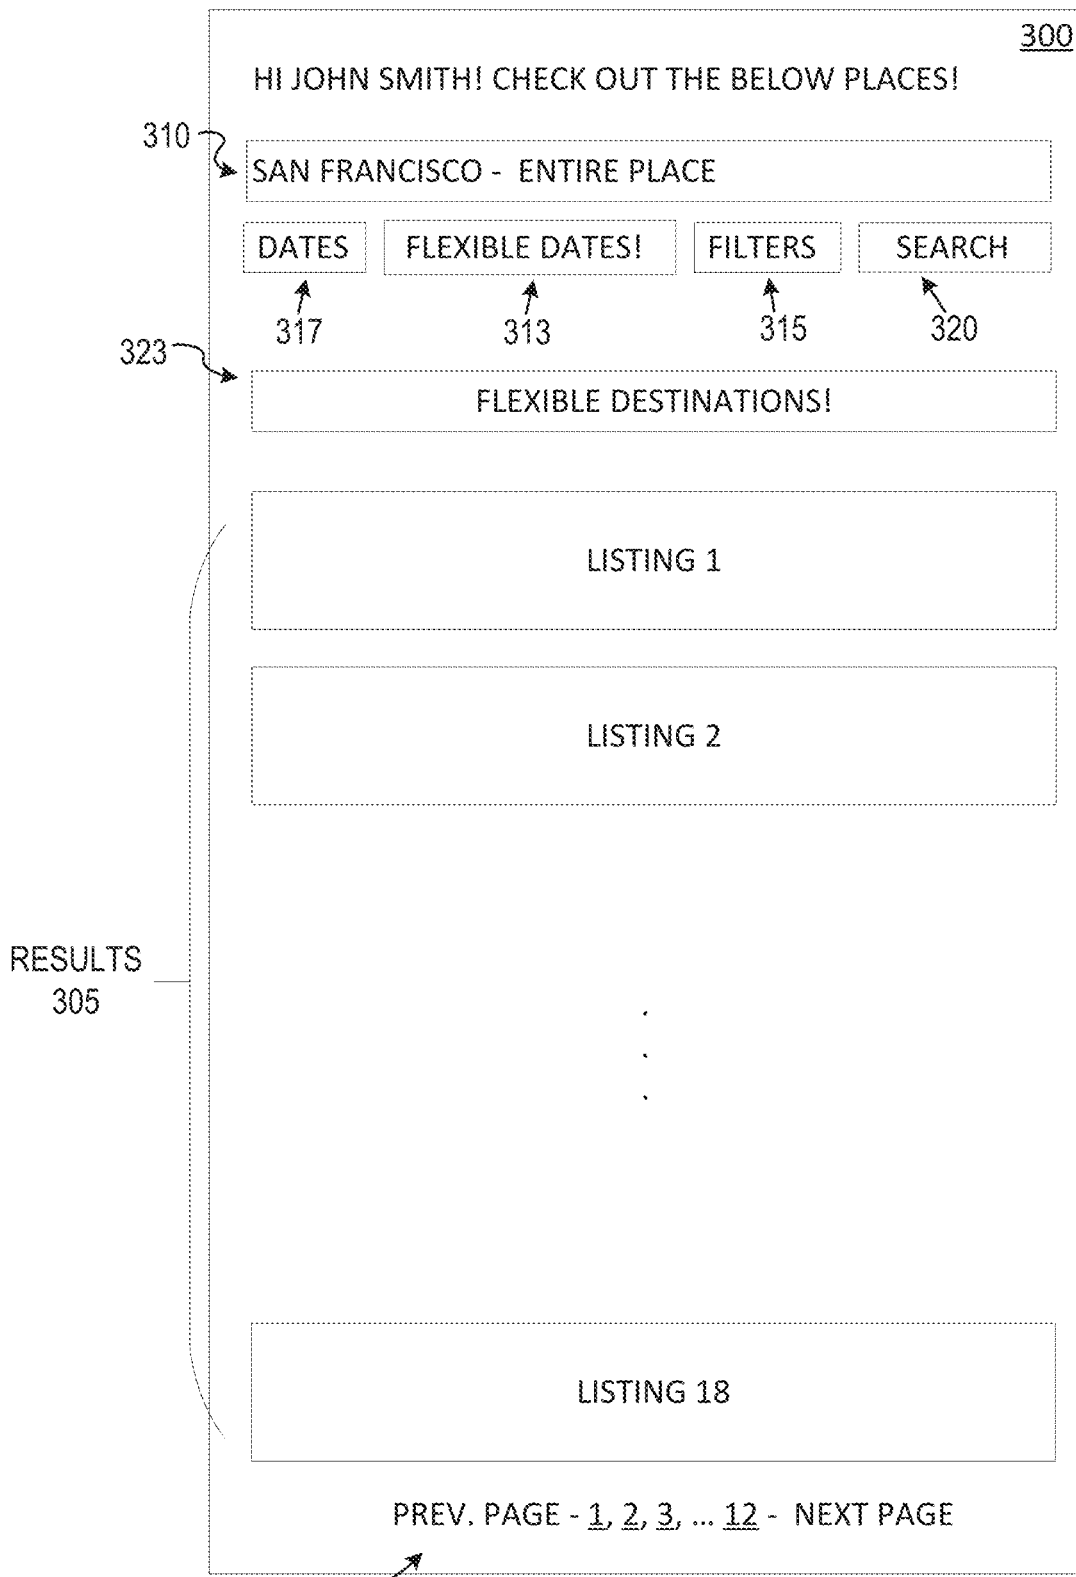 300
HI JOHN SMITH! CHECK OUT THE BELOW PLACES!
310
SAN FRANCISCO - ENTIRE PLACE
DATES FLEXIBLE DATES! FILTERS SEARCH
317 313 315 320
323
FLEXIBLE DESTINATIONS!
LISTING 1
LISTING 2
RESULTS
305
.
.
.
LISTING 18
PREV. PAGE - 1, 2, 3, ... 12 - NEXT PAGE